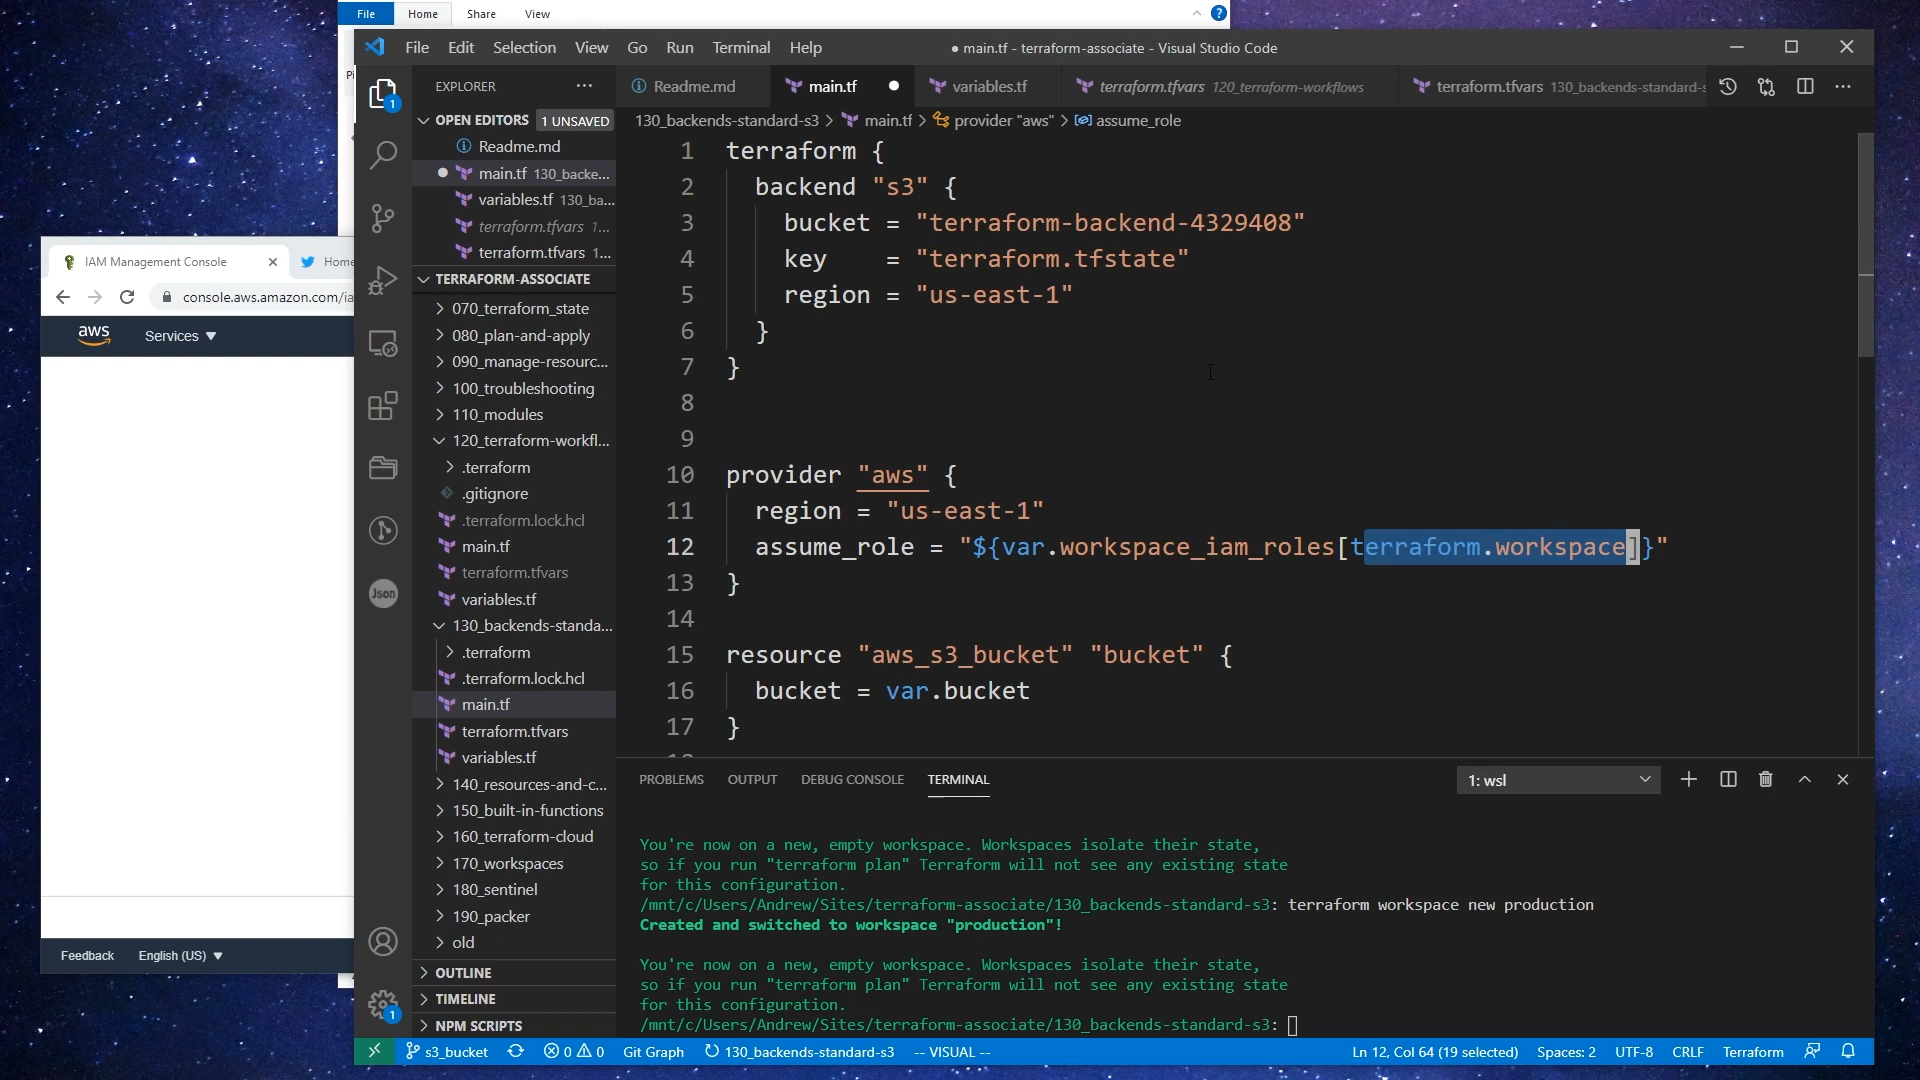 File Home Share View
File Edit Selection View Go Run Terminal Help
● main.tf - terraform-associate - Visual Studio Code
EXPLORER
Readme.md main.tf variables.tf terraform.tfvars 120_terraform-workflows terraform.tfvars 130_backends-standard-s
OPEN EDITORS 1 UNSAVED
Readme.md
main.tf 130_backe...
variables.tf 130_ba...
terraform.tfvars 1...
terraform.tfvars 1...
TERRAFORM-ASSOCIATE
070_terraform_state
080_plan-and-apply
090_manage-resourc...
100_troubleshooting
110_modules
120_terraform-workfl...
.terraform
.gitignore
.terraform.lock.hcl
main.tf
terraform.tfvars
variables.tf
130_backends-standa...
.terraform
.terraform.lock.hcl
main.tf
terraform.tfvars
variables.tf
140_resources-and-c...
150_built-in-functions
160_terraform-cloud
170_workspaces
180_sentinel
190_packer
old
OUTLINE
TIMELINE
NPM SCRIPTS
1
Json
1
130_backends-standard-s3 > main.tf > provider "aws" > assume_role
1 terraform {
2 backend "s3" {
3 bucket = "terraform-backend-4329408"
4 key    = "terraform.tfstate"
5 region = "us-east-1"
6 }
7 }
8
9
10 provider "aws" {
11 region = "us-east-1"
12 assume_role = "${var.workspace_iam_roles[terraform.workspace]}"
13 }
14
15 resource "aws_s3_bucket" "bucket" {
16 bucket = var.bucket
17 }
PROBLEMS OUTPUT DEBUG CONSOLE TERMINAL 1: wsl
You're now on a new, empty workspace. Workspaces isolate their state,
so if you run "terraform plan" Terraform will not see any existing state
for this configuration.
/mnt/c/Users/Andrew/Sites/terraform-associate/130_backends-standard-s3: terraform workspace new production
Created and switched to workspace "production"!
You're now on a new, empty workspace. Workspaces isolate their state,
so if you run "terraform plan" Terraform will not see any existing state
for this configuration.
/mnt/c/Users/Andrew/Sites/terraform-associate/130_backends-standard-s3:
s3_bucket 0 0 Git Graph 130_backends-standard-s3 -- VISUAL -- Ln 12, Col 64 (19 selected) Spaces: 2 UTF-8 CRLF Terraform
IAM Management Console Home
console.aws.amazon.com/ia
aws Services
Feedback English (US)